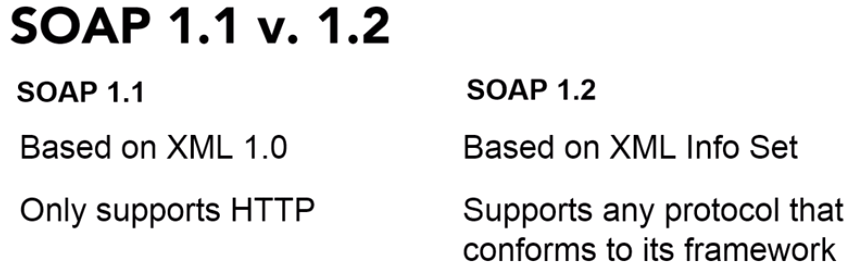 SOAP 1.1 v. 1.2
SOAP 1.1
Based on XML 1.0
Only supports HTTP
SOAP 1.2
Based on XML Info Set
Supports any protocol that
conforms to its framework